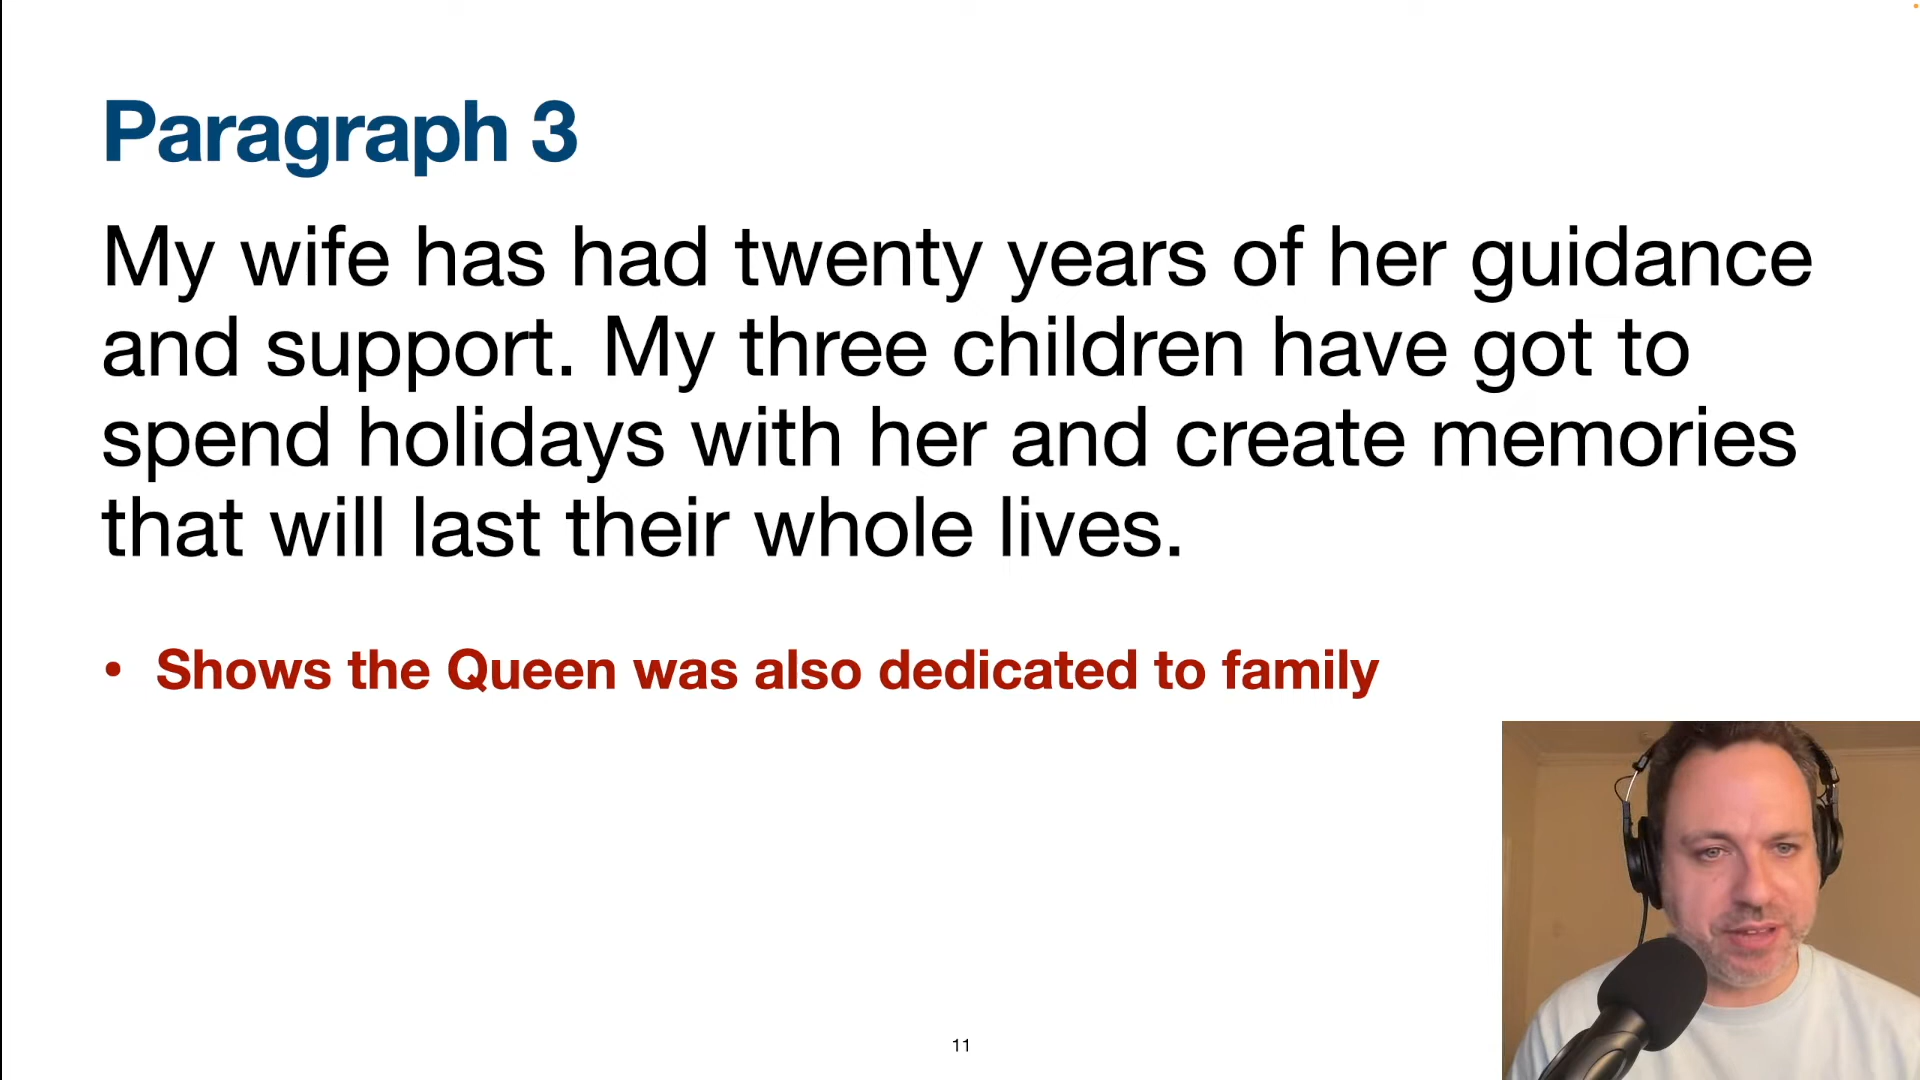 Paragraph 3
My wife has had twenty years of her guidance
and support. My three children have got to
spend holidays with her and create memories
that will last their whole lives.
• Shows the Queen was also dedicated to family
11